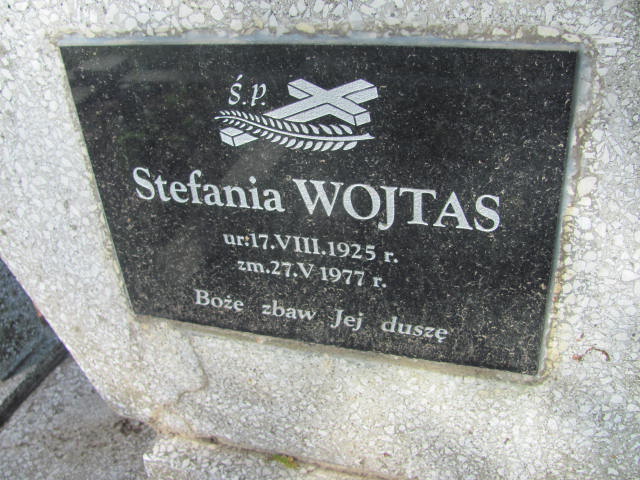 Ś.P.
Stefania WOJTAS
ur:17.VIII.1925 r.
zm.27.V 1977 r.
Boże zbaw Jej duszę